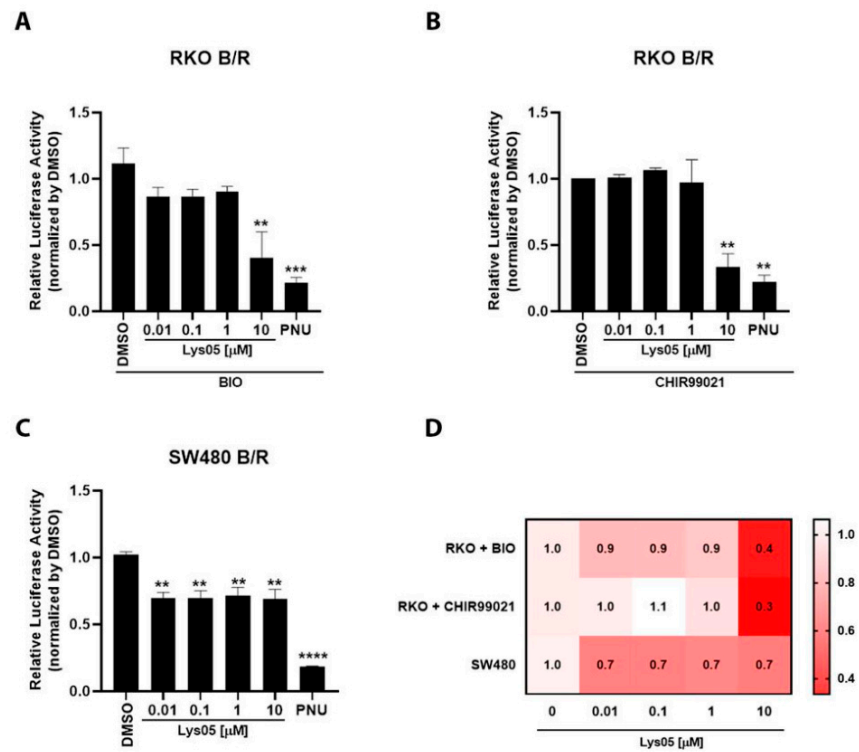 A
RKO B/R
Relative Luciferase Activity
(normalized by DMSO)
1.5
1.0
0.5
0.0
**
***
DMSO
0.01 0.1 1 10 PNU
Lys05 [µM]
BIO
B
RKO B/R
Relative Luciferase Activity
(normalized by DMSO)
1.5
1.0
0.5
0.0
** **
DMSO
0.01 0.1 1 10 PNU
Lys05 [µM]
CHIR99021
C
SW480 B/R
Relative Luciferase Activity
(normalized by DMSO)
1.5
1.0
0.5
0.0
** ** ** **
****
DMSO
0.01 0.1 1 10 PNU
Lys05 [µM]
D
RKO + BIO 1.0 0.9 0.9 0.9 0.4
RKO + CHIR99021 1.0 1.0 1.1 1.0 0.3
SW480 1.0 0.7 0.7 0.7 0.7
0 0.01 0.1 1 10
Lys05 [µM]
1.0
0.8
0.6
0.4